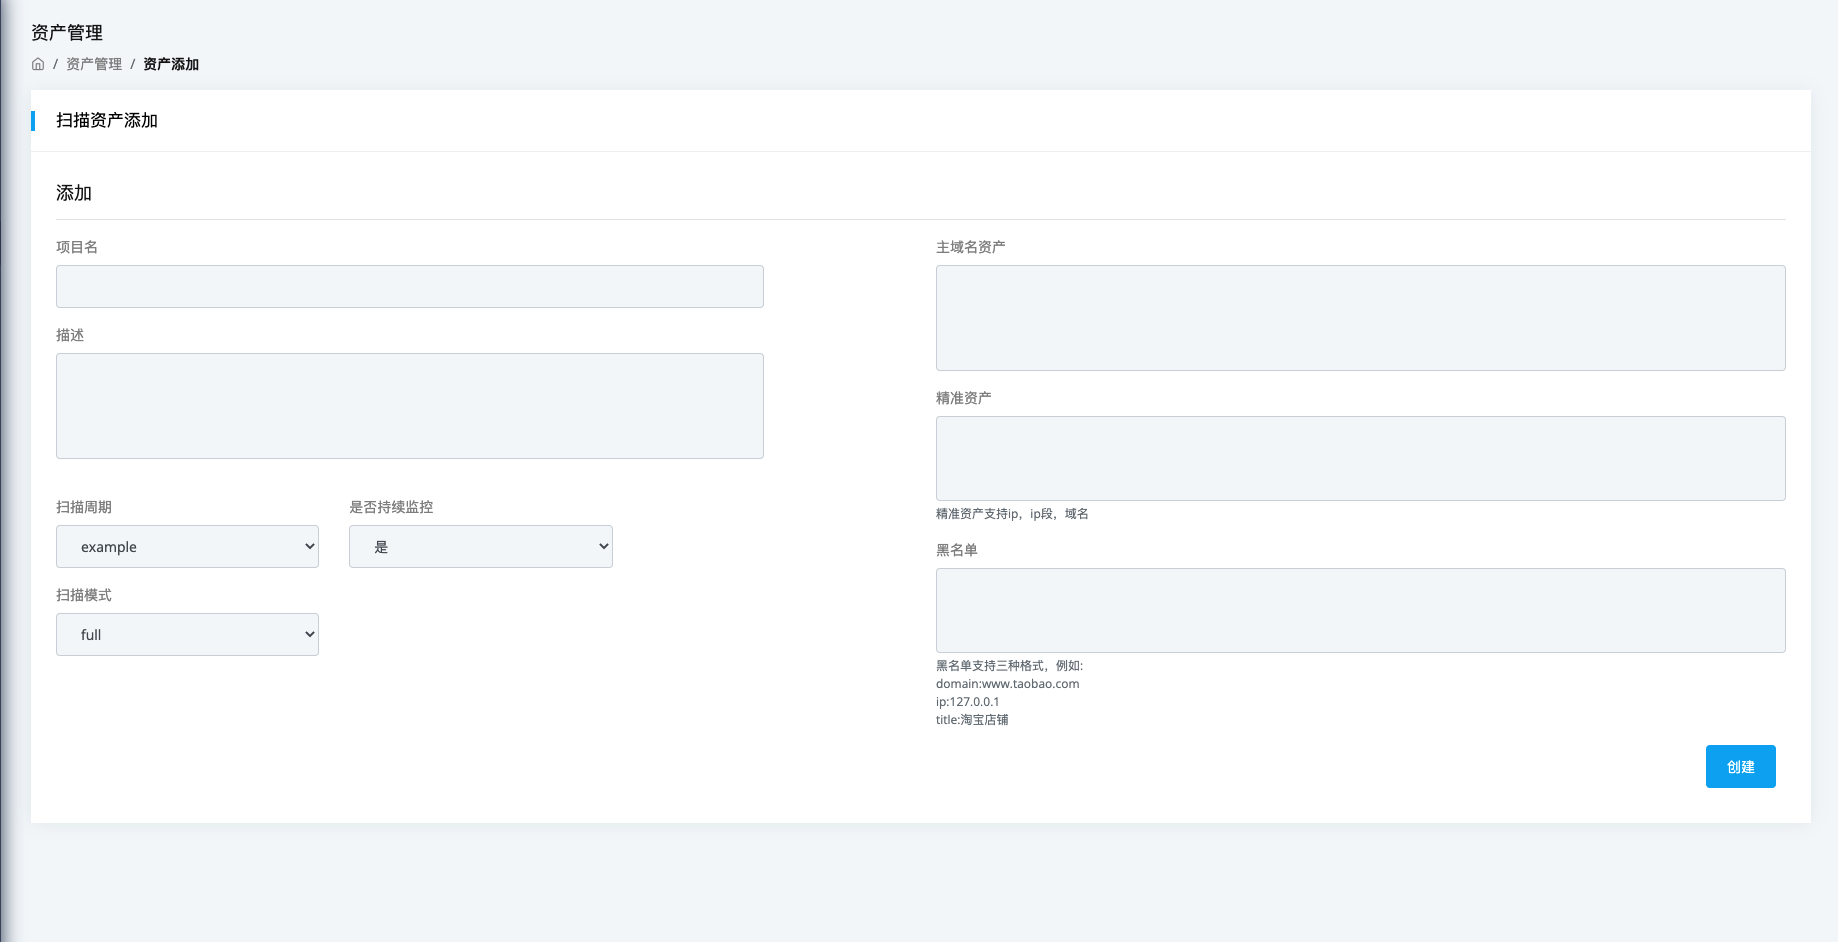 资产管理
/ 资产管理 / 资产添加
扫描资产添加
添加
项目名
描述
扫描周期 是否持续监控
example 是
扫描模式
full
主域名资产
精准资产
精准资产支持ip，ip段，域名
黑名单
黑名单支持三种格式，例如:
domain:www.taobao.com
ip:127.0.0.1
title:淘宝店铺
创建